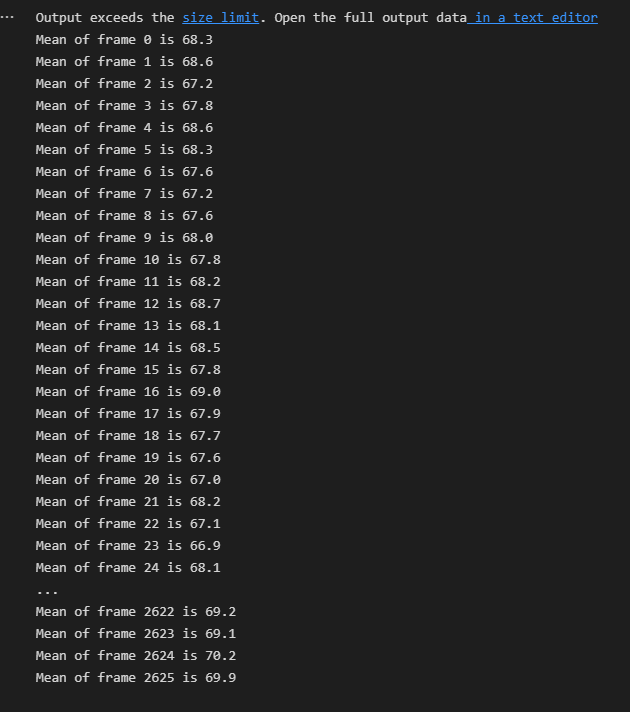 Output exceeds the size limit. Open the full output data in a text editor
Mean of frame 0 is 68.3
Mean of frame 1 is 68.6
Mean of frame 2 is 67.2
Mean of frame 3 is 67.8
Mean of frame 4 is 68.6
Mean of frame 5 is 68.3
Mean of frame 6 is 67.6
Mean of frame 7 is 67.2
Mean of frame 8 is 67.6
Mean of frame 9 is 68.0
Mean of frame 10 is 67.8
Mean of frame 11 is 68.2
Mean of frame 12 is 68.7
Mean of frame 13 is 68.1
Mean of frame 14 is 68.5
Mean of frame 15 is 67.8
Mean of frame 16 is 69.0
Mean of frame 17 is 67.9
Mean of frame 18 is 67.7
Mean of frame 19 is 67.6
Mean of frame 20 is 67.0
Mean of frame 21 is 68.2
Mean of frame 22 is 67.1
Mean of frame 23 is 66.9
Mean of frame 24 is 68.1
...
Mean of frame 2622 is 69.2
Mean of frame 2623 is 69.1
Mean of frame 2624 is 70.2
Mean of frame 2625 is 69.9